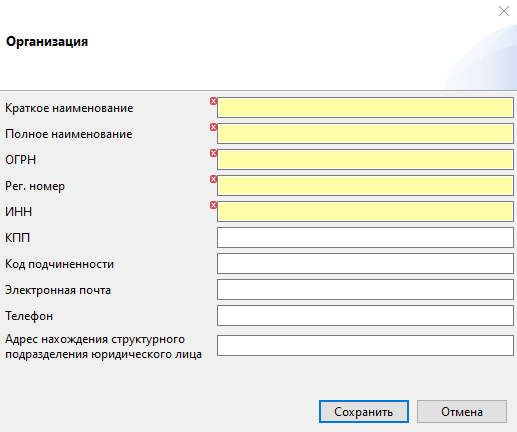 Организация
Краткое наименование
Полное наименование
ОГРН
Рег. номер
ИНН
КПП
Код подчиненности
Электронная почта
Телефон
Адрес нахождения структурного
подразделения юридического лица
Сохранить
Отмена